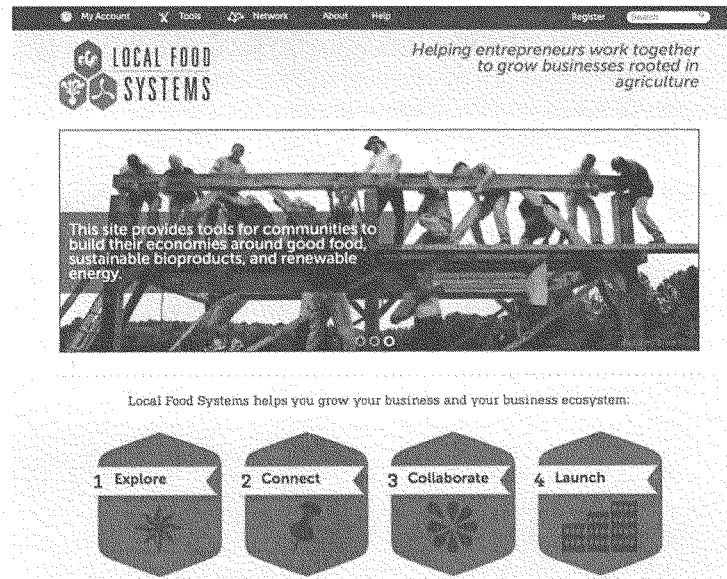 My Account Tools Network About Help Register Search
LOCAL FOOD
SYSTEMS
Helping entrepreneurs work together
to grow businesses rooted in
agriculture
This site provides tools for communities to
build their economies around good food,
sustainable bioproducts, and renewable
energy.
Local Food Systems helps you grow your business and your business ecosystem:
1 Explore
2 Connect
3 Collaborate
4 Launch